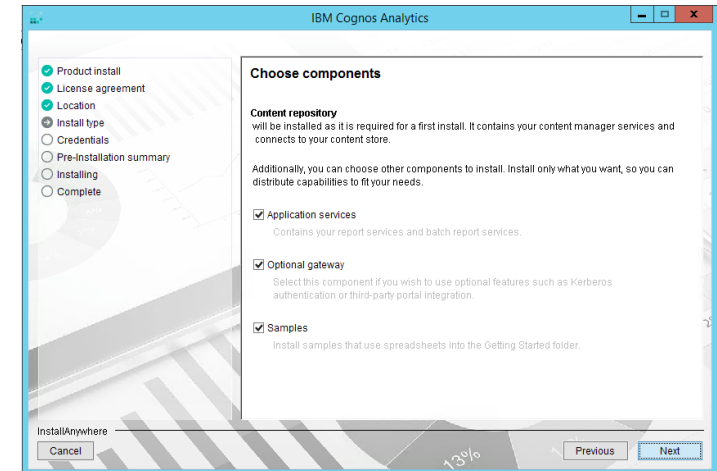 IBM Cognos Analytics
Product install
License agreement
Location
Install type
Credentials
Pre-Installation summary
Installing
Complete
Choose components
Content repository
will be installed as it is required for a first install. It contains your content manager services and
connects to your content store.
Additionally, you can choose other components to install. Install only what you want, so you can
distribute capabilities to fit your needs.
Application services
Contains your report services and batch report services.
Optional gateway
Select this component if you wish to use optional features such as Kerberos
authentication or third-party portal integration.
Samples
Install samples that use spreadsheets into the Getting Started folder.
InstallAnywhere
Cancel
Previous
Next
13%